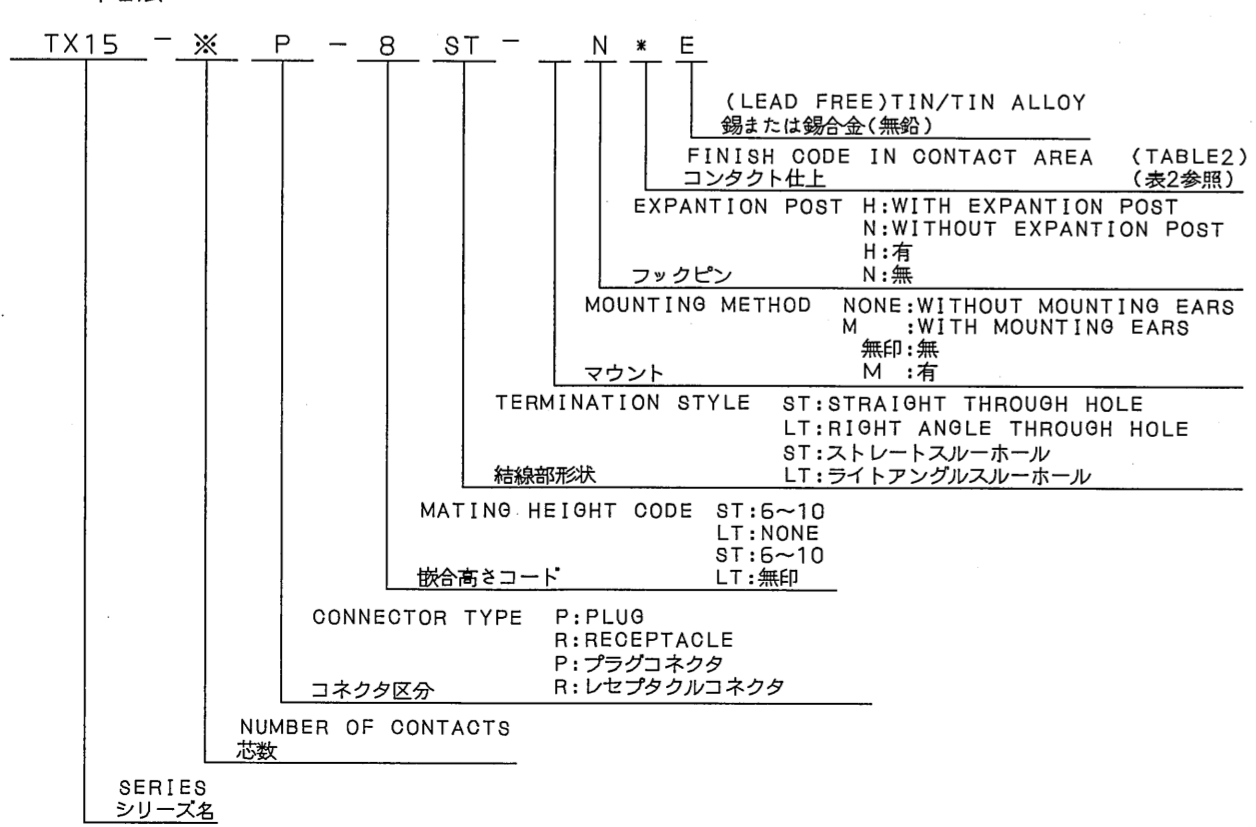 TX15 - ※ P - 8 ST - N * E
(LEAD FREE)TIN/TIN ALLOY
錫または錫合金(無鉛)
FINISH CODE IN CONTACT AREA (TABLE2)
コンタクト仕上 (表2参照)
EXPANTION POST H:WITH EXPANTION POST
N:WITHOUT EXPANTION POST
H:有
フックピン N:無
MOUNTING METHOD NONE:WITHOUT MOUNTING EARS
M :WITH MOUNTING EARS
無印:無
マウント M :有
TERMINATION STYLE ST:STRAIGHT THROUGH HOLE
LT:RIGHT ANGLE THROUGH HOLE
ST:ストレートスルーホール
結線部形状 LT:ライトアングルスルーホール
MATING HEIGHT CODE ST:6~10
LT:NONE
ST:6~10
嵌合高さコード LT:無印
CONNECTOR TYPE P:PLUG
R:RECEPTACLE
P:プラグコネクタ
コネクタ区分 R:レセプタクルコネクタ
NUMBER OF CONTACTS
芯数
SERIES
シリーズ名